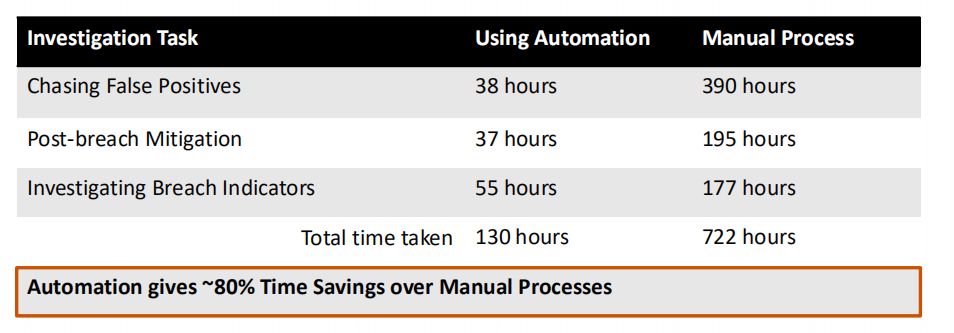 Investigation Task Using Automation Manual Process
Chasing False Positives 38 hours 390 hours
Post-breach Mitigation 37 hours 195 hours
Investigating Breach Indicators 55 hours 177 hours
Total time taken 130 hours 722 hours
Automation gives ~80% Time Savings over Manual Processes